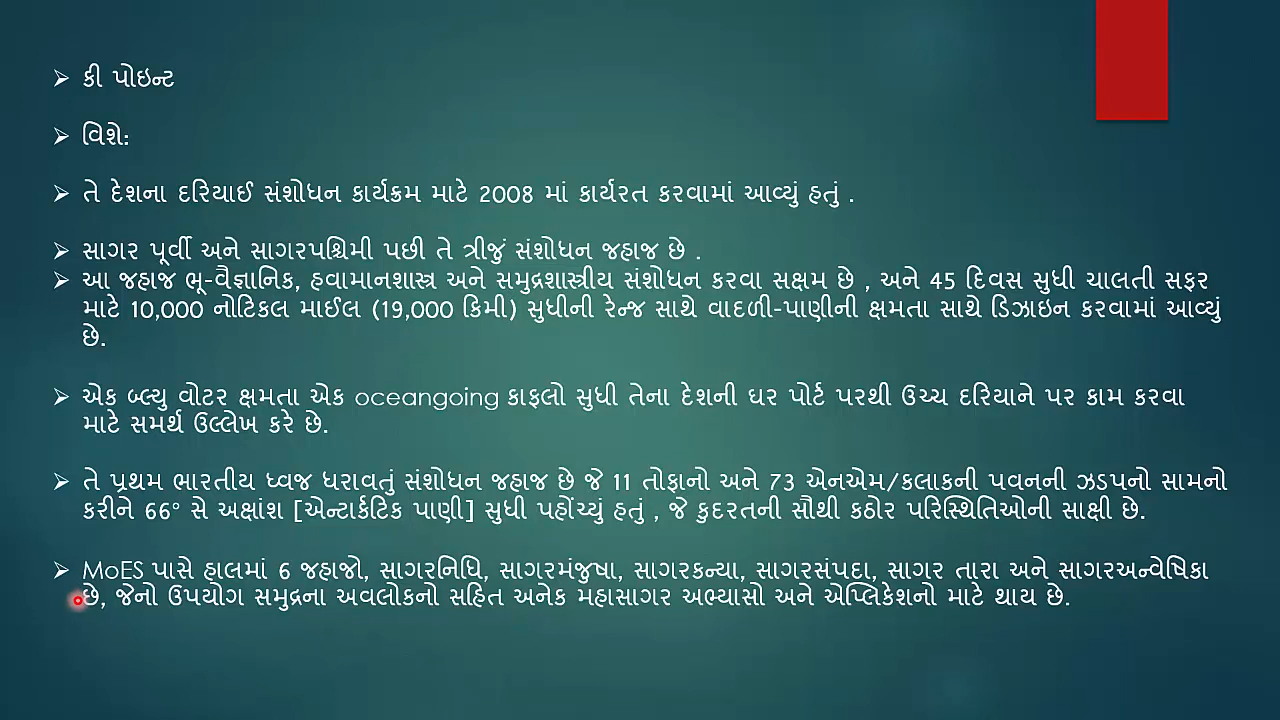 કી પોઇન્ટ
વિશે:
તે દેશના દરિયાઈ સંશોધન કાર્યક્રમ માટે 2008 માં કાર્યરત કરવામાં આવ્યું હતું .
સાગર પૂર્વી અને સાગરપશ્ચિમી પછી તે ત્રીજું સંશોધન જહાજ છે .
આ જહાજ ભૂ-વૈજ્ઞાનિક, હવામાનશાસ્ત્ર અને સમુદ્રશાસ્ત્રીય સંશોધન કરવા સક્ષમ છે , અને 45 દિવસ સુધી ચાલતી સફર
માટે 10,000 નોટિકલ માઈલ (19,000 કિમી) સુધીની રેન્જ સાથે વાદળી-પાણીની ક્ષમતા સાથે ડિઝાઇન કરવામાં આવ્યું
છે.
એક બ્લ્યુ વોટર ક્ષમતા એક oceangoing કાફલો સુધી તેના દેશની ઘર પોર્ટ પરથી ઉચ્ચ દરિયાને પર કામ કરવા
માટે સમર્થ ઉલ્લેખ કરે છે.
તે પ્રથમ ભારતીય ધ્વજ ધરાવતું સંશોધન જહાજ છે જે 11 તોફાનો અને 73 એનએમ/કલાકની પવનની ઝડપનો સામનો
કરીને 66° સે અક્ષાંશ [એન્ટાર્કટિક પાણી] સુધી પહોંચ્યું હતું , જે કુદરતની સૌથી કઠોર પરિસ્થિતિઓની સાક્ષી છે.
MoES પાસે હાલમાં 6 જહાજો, સાગરનિધિ, સાગરમંજુષા, સાગરકન્યા, સાગરસંપદા, સાગર તારા અને સાગરઅન્વેષિકા
છે, જેનો ઉપયોગ સમુદ્રના અવલોકનો સહિત અનેક મહાસાગર અભ્યાસો અને એપ્લિકેશનો માટે થાય છે.